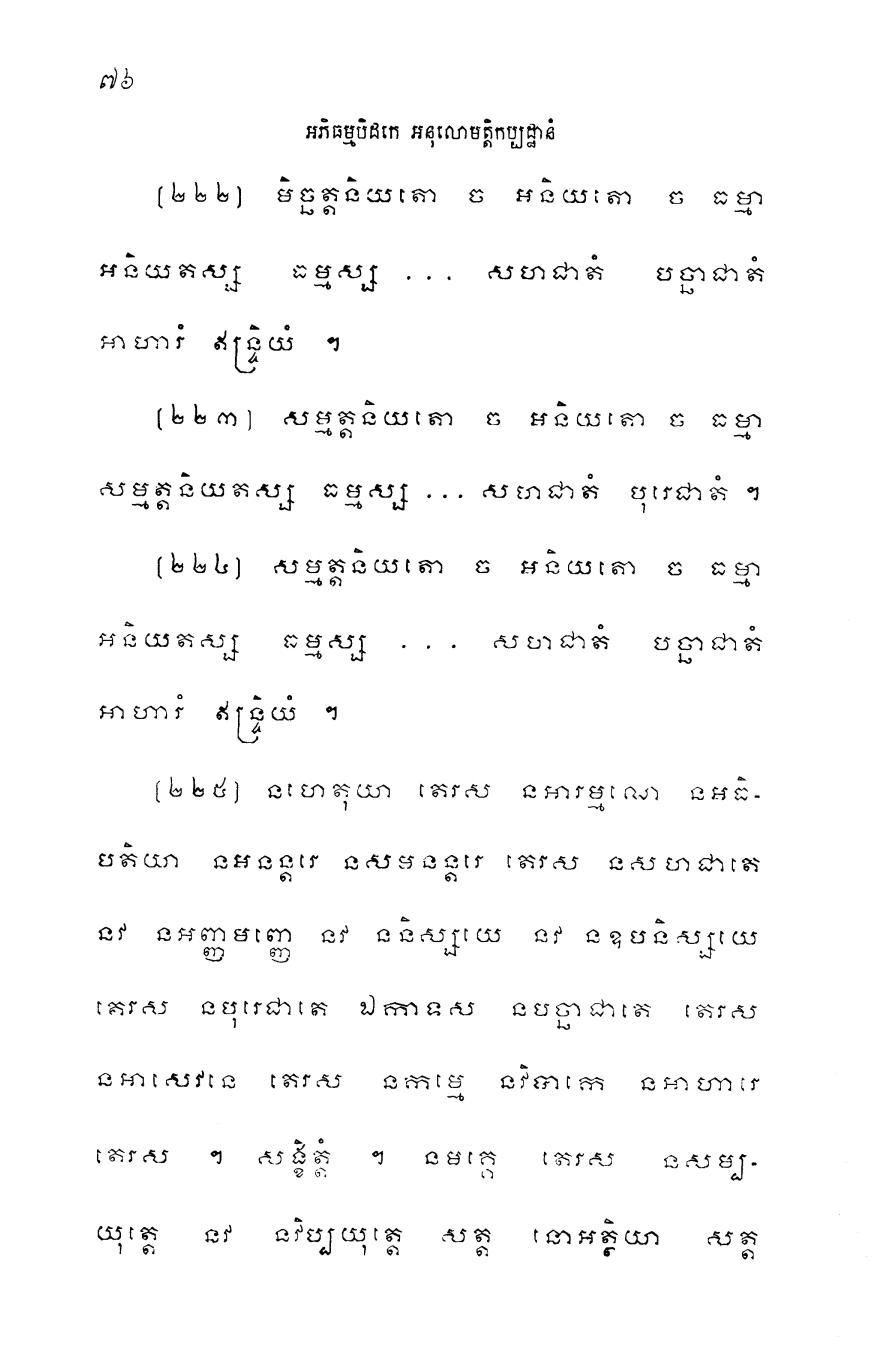 ៧៦
អភិធម្មបិដកេ អនុលោមត្តិកប្បដ្ឋានំ
(២២២) មិច្ឆត្តនិយតោ ច អនិយតោ ច ធម្មា
អនិយតស្ស ធម្មស្ស ... សហជាតំ បច្ឆាជាតំ
អាហារំ ឥន្ទ្រិយំ ។
(២២៣) សម្មត្តនិយតោ ច អនិយតោ ច ធម្មា
សម្មត្តនិយតស្ស ធម្មស្ស ... សហជាតំ បុរេជាតំ ។
(២២៤) សម្មត្តនិយតោ ច អនិយតោ ច ធម្មា
អនិយតស្ស ធម្មស្ស ... សហជាតំ បច្ឆាជាតំ
អាហារំ ឥន្ទ្រិយំ ។
(២២៥) នហេតុយា តេរស នអារម្មណេ នអធិ-
បតិយា នអនន្តរេ នសមនន្តរេ តេរស នសហជាតេ
នវ នអញ្ញមញ្ញេ នវ ននិស្សយេ នវ នឧបនិស្សយេ
តេរស នបុរេជាតេ ឯកាទស នបច្ឆាជាតេ តេរស
នអាសេវនេ តេរស នកម្មេ នវិបាកេ នអាហារេ
តេរស ។ សង្ខិត្តំ ។ នមគ្គេ តេរស នសម្ប-
យុត្តេ នវ នវិប្បយុត្តេ សត្ត នោអត្ថិយា សត្ត